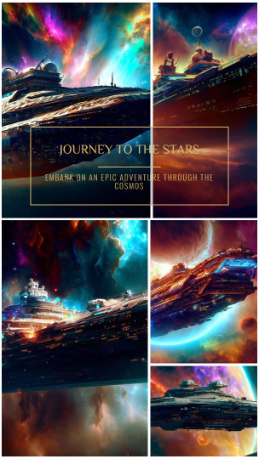 JOURNEY TO THE STARS
EMBARK ON AN EPIC ADVENTURE THROUGH THE
COSMOS